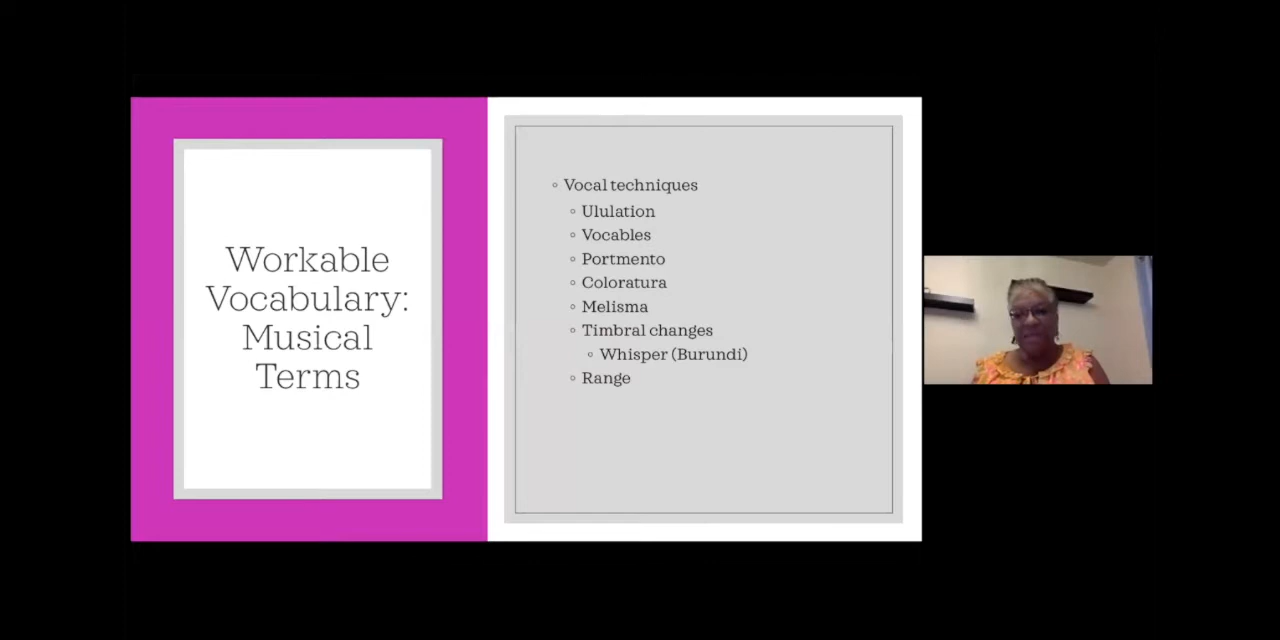 Workable
Vocabulary:
Musical
Terms
◦ Vocal techniques
◦ Ululation
◦ Vocables
◦ Portmento
◦ Coloratura
◦ Melisma
◦ Timbral changes
◦ Whisper (Burundi)
◦ Range